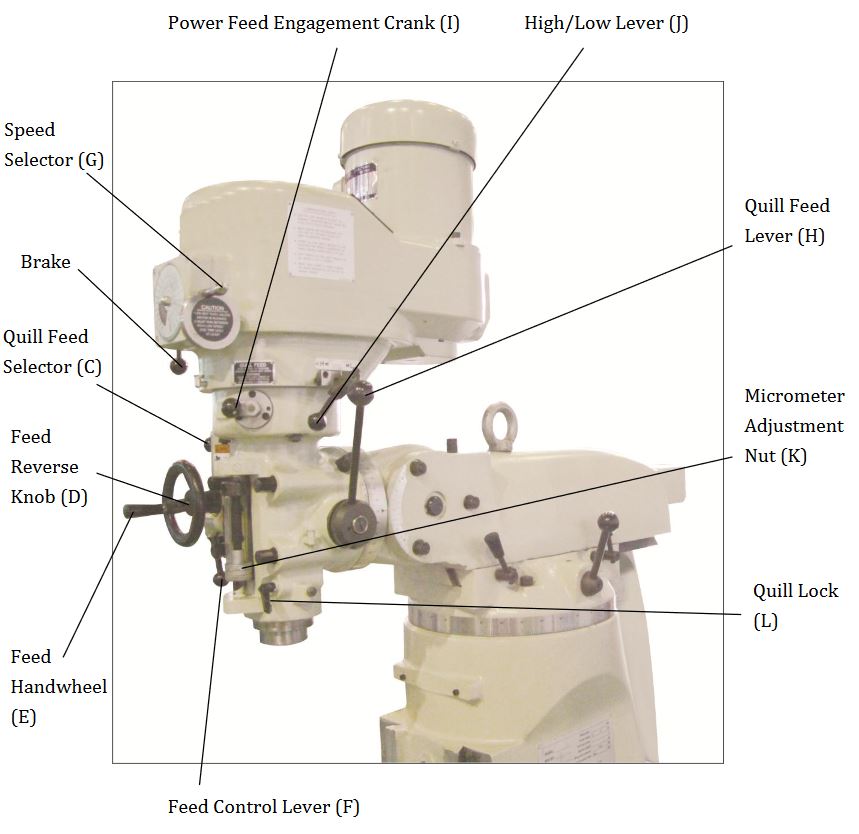 Power Feed Engagement Crank (I)
High/Low Lever (J)
Speed
Selector (G)
Quill Feed
Lever (H)
Brake
CAUTION
Quill Feed
Selector (C)
Micrometer
Adjustment
Nut (K)
Feed
Reverse
Knob (D)
Quill Lock
(L)
Feed
Handwheel
(E)
Feed Control Lever (F)